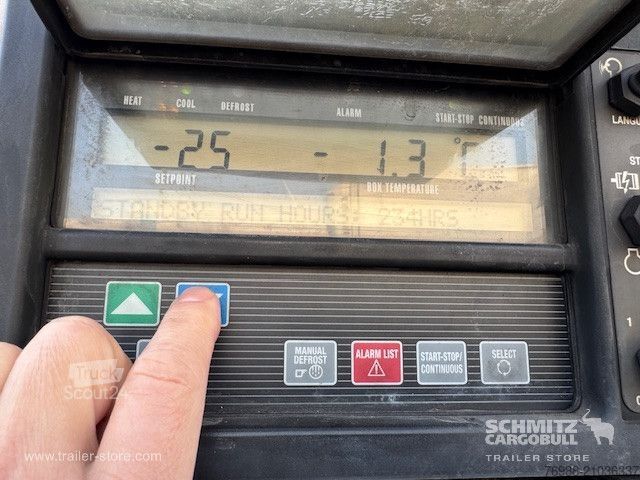 HEAT COOL DEFROST ALARM START-STOP CONTINUOUS
-25 - 1.3 °C
SETPOINT BOX TEMPERATURE
STANDBY RUN HOURS: 234HRS
MANUAL DEFROST
ALARM LIST
START-STOP/ CONTINUOUS
SELECT
1
Truck Scout24
www.trailer-store.com
SCHMITZ CARGOBULL
TRAILER STORE